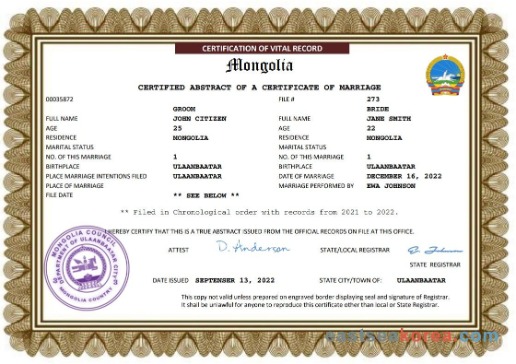 CERTIFICATION OF VITAL RECORD
Mongolia
CERTIFIED ABSTRACT OF A CERTIFICATE OF MARRIAGE
00035872 FILE # 273
GROOM BRIDE
FULL NAME JOHN CITIZEN FULL NAME JANE SMITH
AGE 25 AGE 22
RESIDENCE MONGOLIA RESIDENCE MONGOLIA
MARITAL STATUS MARITAL STATUS
NO. OF THIS MARRIAGE 1 NO. OF THIS MARRIAGE 1
BIRTHPLACE ULAANBAATAR BIRTHPLACE ULAANBAATAR
PLACE MARRIAGE INTENTIONS FILED ULAANBAATAR DATE OF MARRIAGE DECEMBER 16, 2022
PLACE OF MARRIAGE MARRIAGE PERFORMED BY EWA JOHNSON
FILE DATE ** SEE BELOW **
** Filed in Chronological order with records from 2021 to 2022.
I HEREBY CERTIFY THAT THIS IS A TRUE ABSTRACT ISSUED FROM THE OFFICIAL RECORDS ON FILE AT THIS OFFICE.
ATTEST D. Anderson STATE/LOCAL REGISTRAR
STATE REGISTRAR
DATE ISSUED SEPTENSER 13, 2022 STATE CITY/TOWN OF: ULAANBAATAR
This copy not valid unless prepared on engraved border displaying seal and signature of Registrar.
It shall be unlawful for anyone to reproduce this certificate other than local or State Registrar.
MONGOLIA COUNCIL
DEPARTMENT OF ULAANBAATAR CITY
MONGOLIA COUNTRY